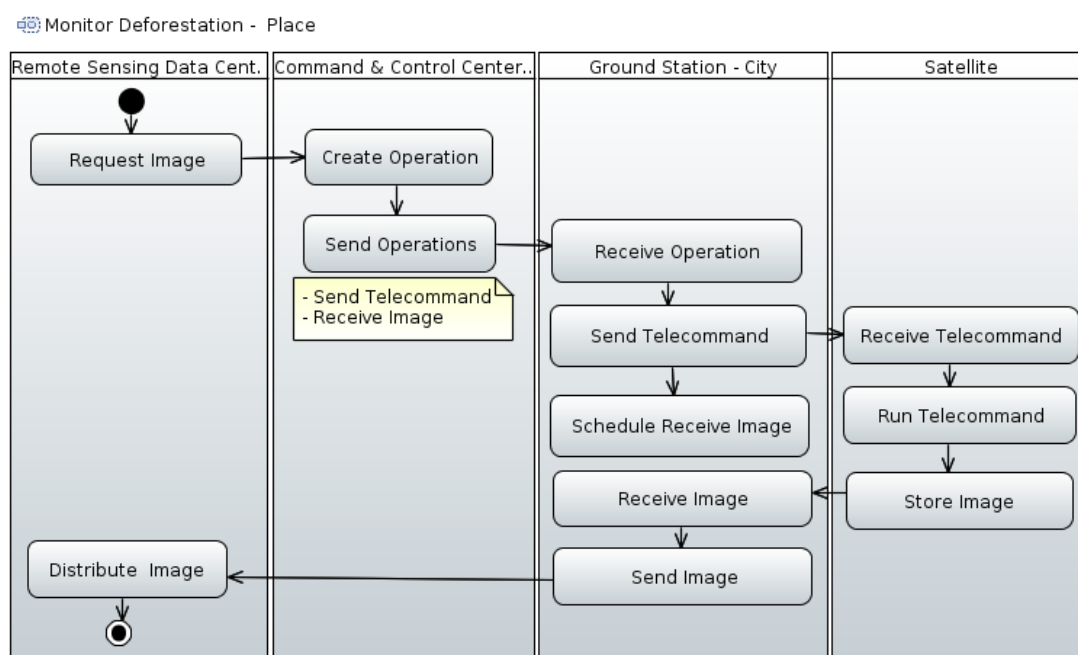 Monitor Deforestation - Place
Remote Sensing Data Cent.
Command & Control Center..
Ground Station - City
Satellite
Request Image
Create Operation
Send Operations
- Send Telecommand
- Receive Image
Receive Operation
Send Telecommand
Receive Telecommand
Schedule Receive Image
Run Telecommand
Receive Image
Store Image
Distribute Image
Send Image